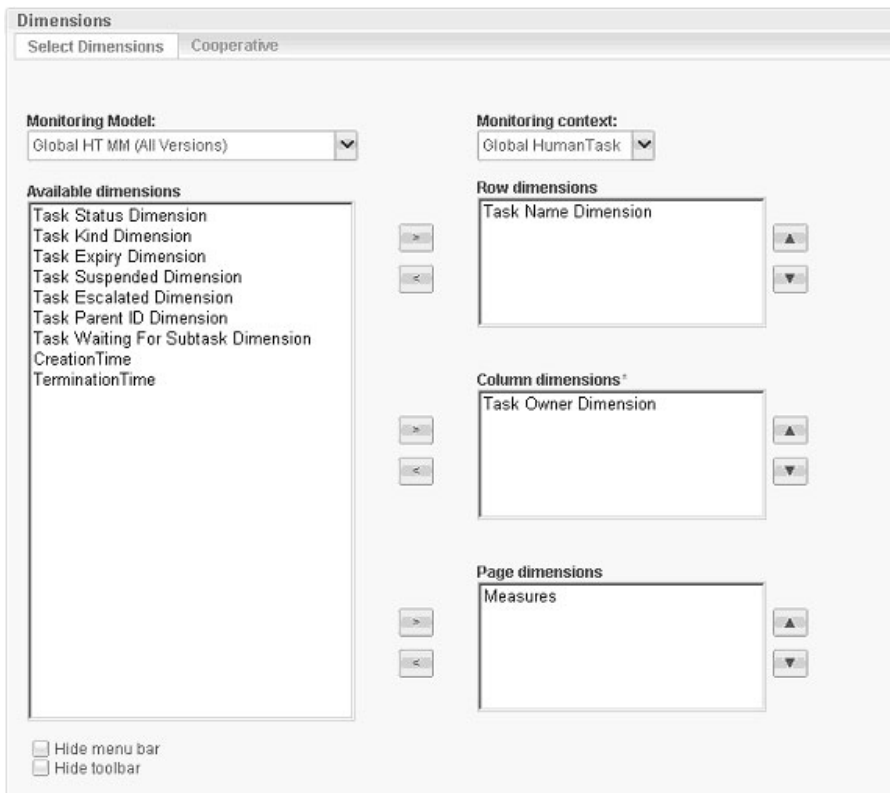 Dimensions
Select Dimensions Cooperative
Monitoring Model:
Global HT MM (All Versions)
Monitoring context:
Global HumanTask
Available dimensions
Task Status Dimension
Task Kind Dimension
Task Expiry Dimension
Task Suspended Dimension
Task Escalated Dimension
Task Parent ID Dimension
Task Waiting For Subtask Dimension
CreationTime
TerminationTime
>
<
>
<
>
<
Row dimensions
Task Name Dimension
Column dimensions*
Task Owner Dimension
Page dimensions
Measures
Hide menu bar
Hide toolbar